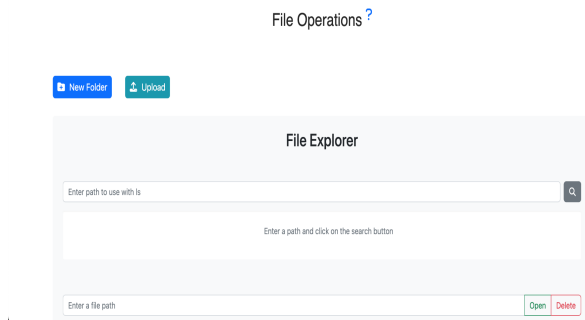 File Operations ?
New Folder
Upload
File Explorer
Enter path to use with ls
Enter a path and click on the search button
Enter a file path
Open
Delete